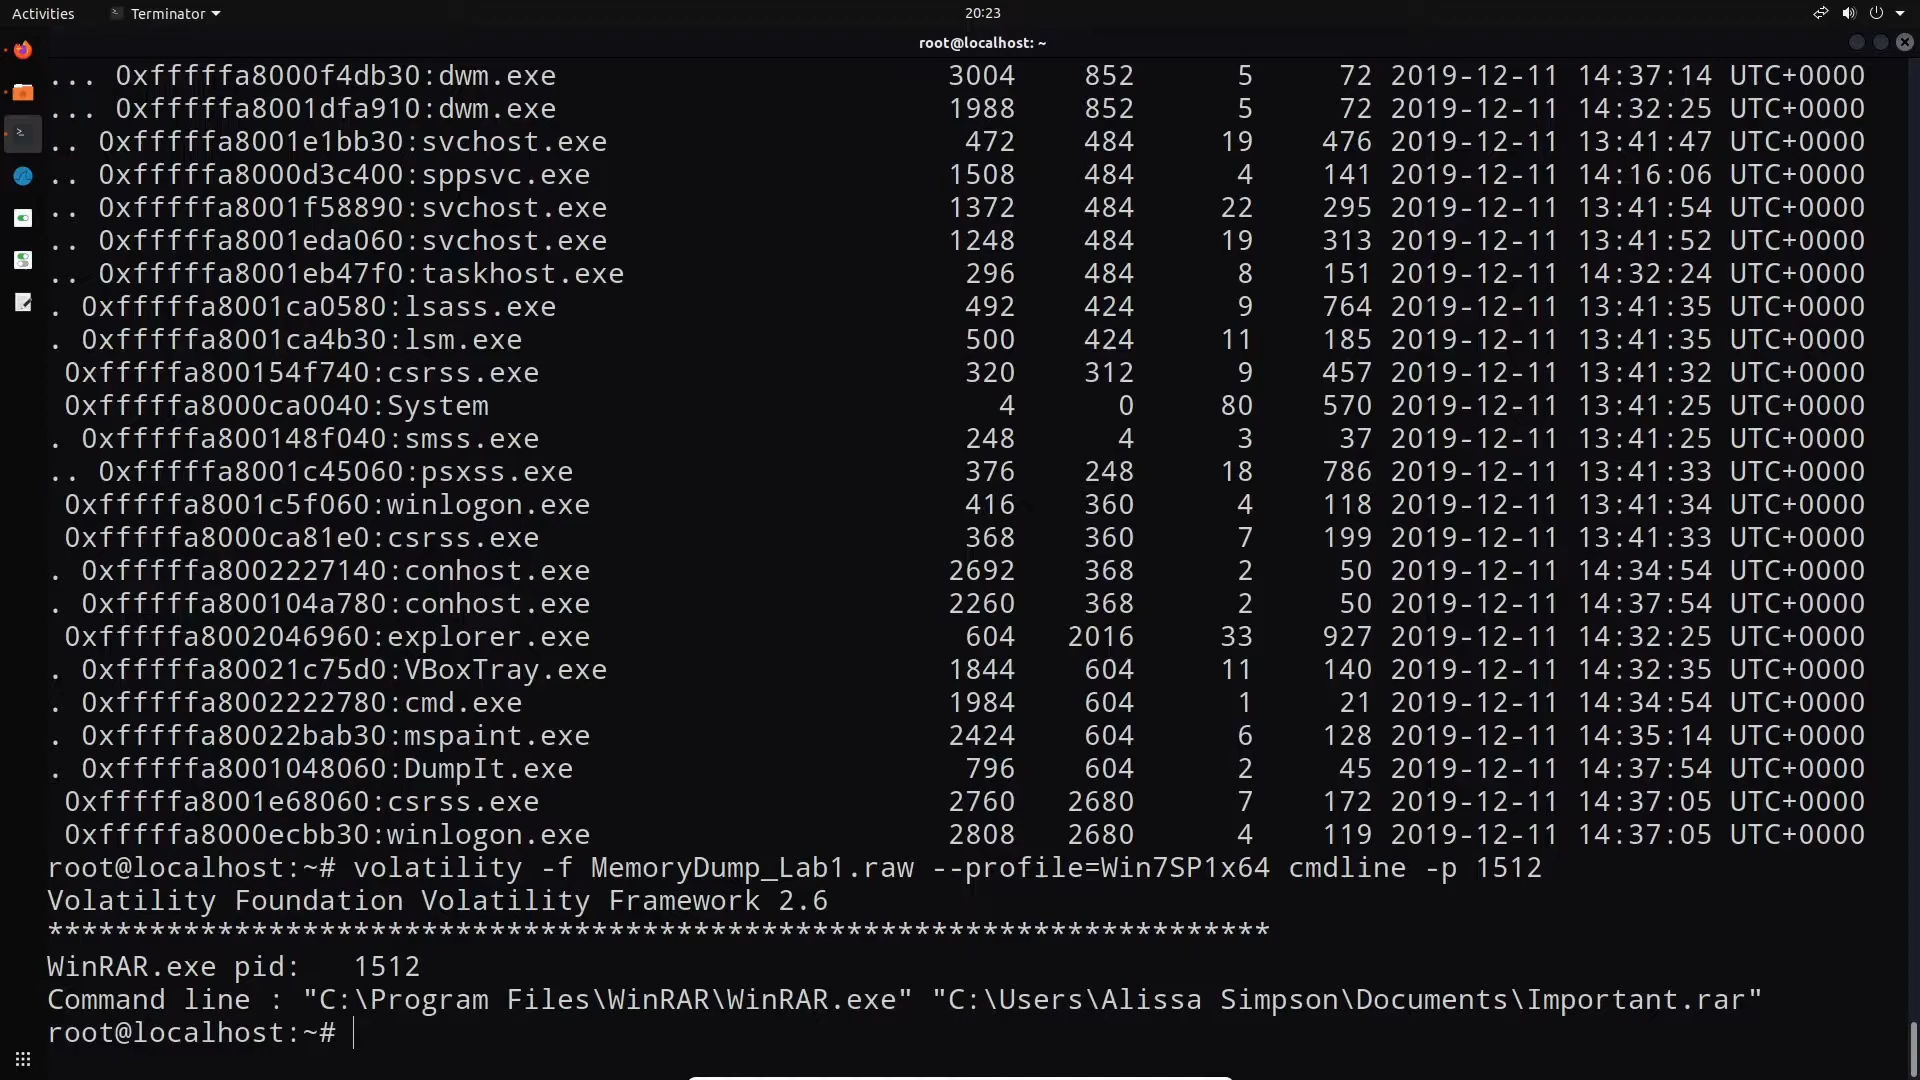 Activities Terminator 20:23
root@localhost: ~
... 0xfffffa8000f4db30:dwm.exe 3004 852 5 72 2019-12-11 14:37:14 UTC+0000
... 0xfffffa8001dfa910:dwm.exe 1988 852 5 72 2019-12-11 14:32:25 UTC+0000
.. 0xfffffa8001e1bb30:svchost.exe 472 484 19 476 2019-12-11 13:41:47 UTC+0000
.. 0xfffffa8000d3c400:sppsvc.exe 1508 484 4 141 2019-12-11 14:16:06 UTC+0000
.. 0xfffffa8001f58890:svchost.exe 1372 484 22 295 2019-12-11 13:41:54 UTC+0000
.. 0xfffffa8001eda060:svchost.exe 1248 484 19 313 2019-12-11 13:41:52 UTC+0000
.. 0xfffffa8001eb47f0:taskhost.exe 296 484 8 151 2019-12-11 14:32:24 UTC+0000
. 0xfffffa8001ca0580:lsass.exe 492 424 9 764 2019-12-11 13:41:35 UTC+0000
. 0xfffffa8001ca4b30:lsm.exe 500 424 11 185 2019-12-11 13:41:35 UTC+0000
0xfffffa800154f740:csrss.exe 320 312 9 457 2019-12-11 13:41:32 UTC+0000
0xfffffa8000ca0040:System 4 0 80 570 2019-12-11 13:41:25 UTC+0000
. 0xfffffa800148f040:smss.exe 248 4 3 37 2019-12-11 13:41:25 UTC+0000
.. 0xfffffa8001c45060:psxss.exe 376 248 18 786 2019-12-11 13:41:33 UTC+0000
0xfffffa8001c5f060:winlogon.exe 416 360 4 118 2019-12-11 13:41:34 UTC+0000
0xfffffa8000ca81e0:csrss.exe 368 360 7 199 2019-12-11 13:41:33 UTC+0000
. 0xfffffa8002227140:conhost.exe 2692 368 2 50 2019-12-11 14:34:54 UTC+0000
. 0xfffffa800104a780:conhost.exe 2260 368 2 50 2019-12-11 14:37:54 UTC+0000
0xfffffa8002046960:explorer.exe 604 2016 33 927 2019-12-11 14:32:25 UTC+0000
. 0xfffffa80021c75d0:VBoxTray.exe 1844 604 11 140 2019-12-11 14:32:35 UTC+0000
. 0xfffffa8002222780:cmd.exe 1984 604 1 21 2019-12-11 14:34:54 UTC+0000
. 0xfffffa80022bab30:mspaint.exe 2424 604 6 128 2019-12-11 14:35:14 UTC+0000
. 0xfffffa8001048060:DumpIt.exe 796 604 2 45 2019-12-11 14:37:54 UTC+0000
0xfffffa8001e68060:csrss.exe 2760 2680 7 172 2019-12-11 14:37:05 UTC+0000
0xfffffa8000ecbb30:winlogon.exe 2808 2680 4 119 2019-12-11 14:37:05 UTC+0000
root@localhost:~# volatility -f MemoryDump_Lab1.raw --profile=Win7SP1x64 cmdline -p 1512
Volatility Foundation Volatility Framework 2.6
************************************************************************
WinRAR.exe pid: 1512
Command line : "C:\Program Files\WinRAR\WinRAR.exe" "C:\Users\Alissa Simpson\Documents\Important.rar"
root@localhost:~#